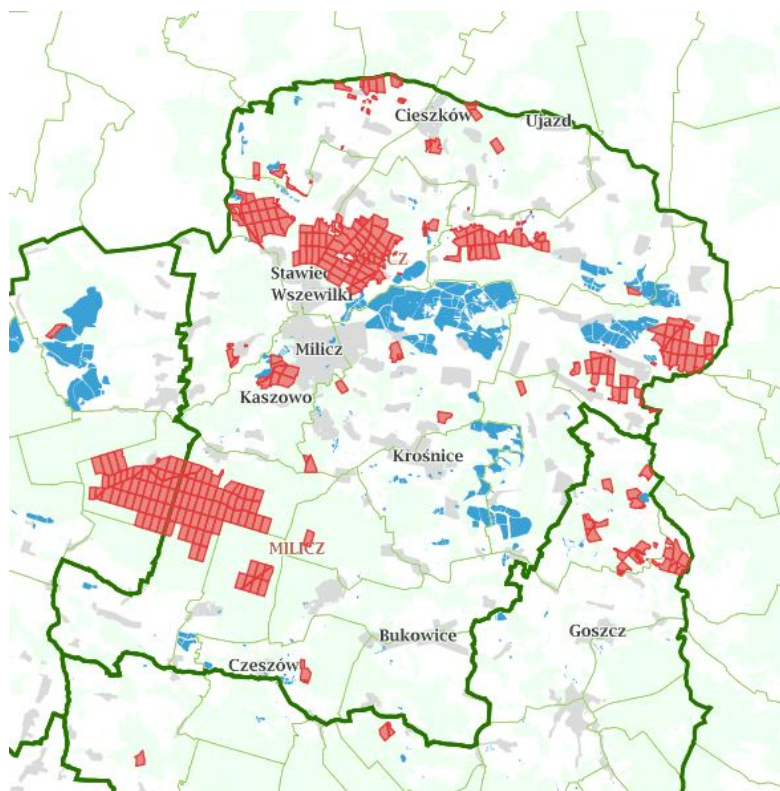 Cieszków
Ujazd
MILICZ
Stawiec
Wszewilki
Milicz
Kaszowo
Krośnice
MILICZ
Bukowice
Goszcz
Czeszów